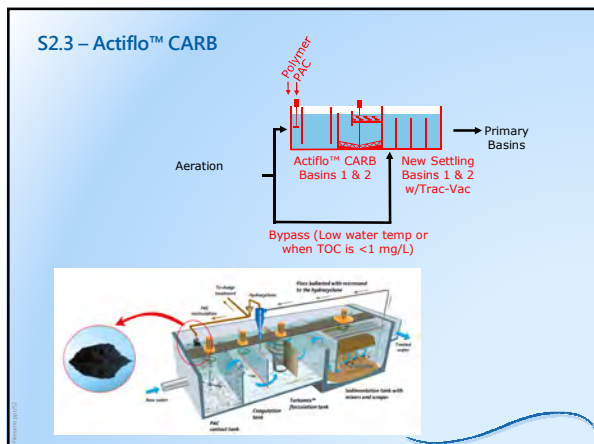 S2.3 – Actiflo™ CARB
Polymer
PAC
Aeration
Actiflo™ CARB
Basins 1 & 2
New Settling
Basins 1 & 2
w/Trac-Vac
Primary
Basins
Bypass (Low water temp or
when TOC is <1 mg/L)
To sludge
treatment
Hydrocyclone
Fines ballasted with microsand
to the hydrocyclone
PAC
recirculation
Treated
water
Raw water
PAC
contact tank
Coagulation
tank
Turbomix™
flocculation tank
Sedimentation tank with
mixers and scraper